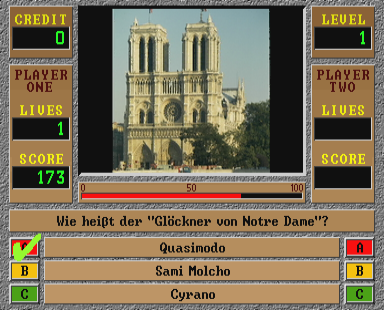 CREDIT
0
LEVEL
1
PLAYER
ONE
LIVES
1
SCORE
173
PLAYER
TWO
LIVES
SCORE
0 50 100
Wie heißt der "Glöckner von Notre Dame"?
Quasimodo A
B Sami Molcho B
C Cyrano C